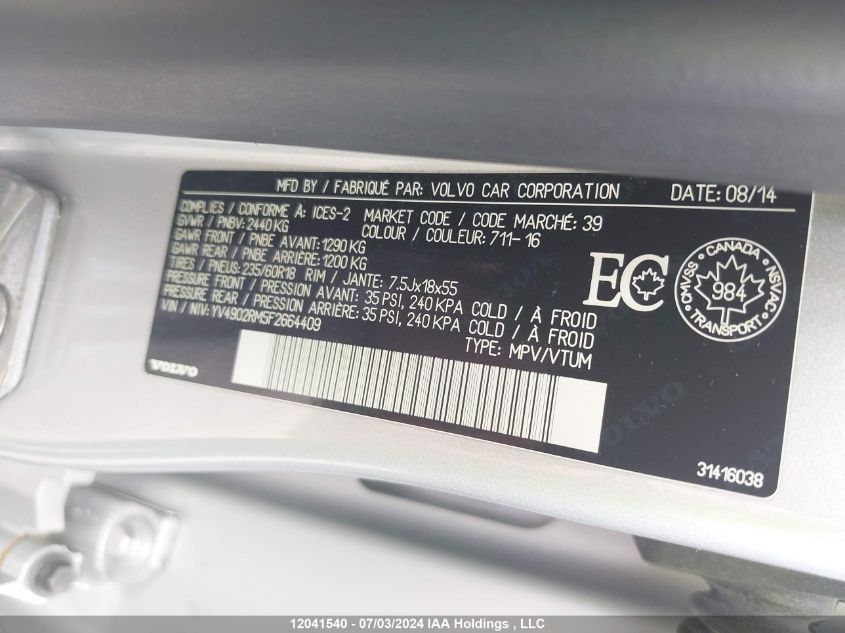 MFD BY / FABRIQUÉ PAR: VOLVO CAR CORPORATION DATE: 08/14
COMPLIES / CONFORME À: ICES-2 MARKET CODE / CODE MARCHÉ: 39
GVWR / PNBV: 2440 KG COLOUR / COULEUR: 711-16
GAWR FRONT / PNBE AVANT: 1290 KG
GAWR REAR / PNBE ARRIÈRE: 1200 KG
TIRES / PNEUS: 235/60R18 RIM / JANTE: 7.5Jx18x55
PRESSURE FRONT / PRESSION AVANT: 35 PSI, 240 KPA COLD / À FROID
PRESSURE REAR / PRESSION ARRIÈRE: 35 PSI, 240 KPA COLD / À FROID
VIN / NIV: YV4902RM5F2664409 TYPE: MPV/VTUM
EC
CANADA
CMVSS 984 NSVAC
TRANSPORT
VOLVO
VOLVO
31416038
12041540 - 07/03/2024 IAA Holdings , LLC